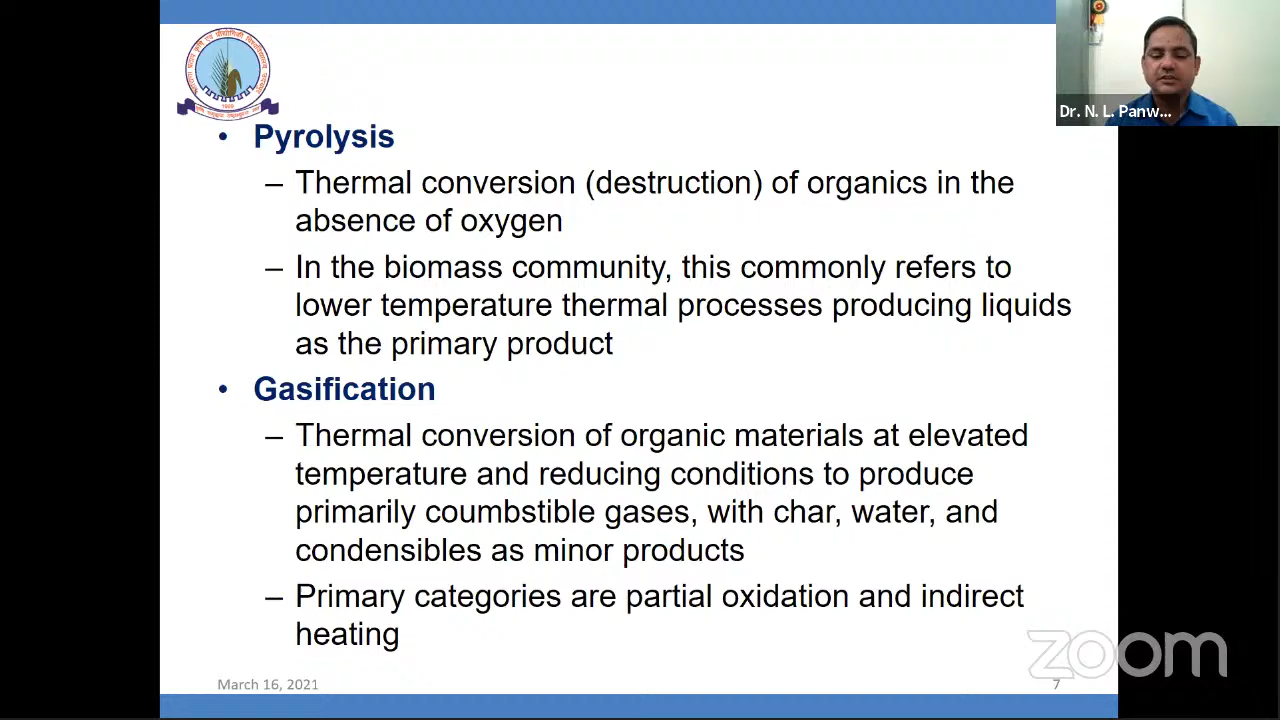 Dr. N. L. Panw...
• Pyrolysis
– Thermal conversion (destruction) of organics in the
absence of oxygen
– In the biomass community, this commonly refers to
lower temperature thermal processes producing liquids
as the primary product
• Gasification
– Thermal conversion of organic materials at elevated
temperature and reducing conditions to produce
primarily coumbstible gases, with char, water, and
condensibles as minor products
– Primary categories are partial oxidation and indirect
heating
zoom
March 16, 2021
7